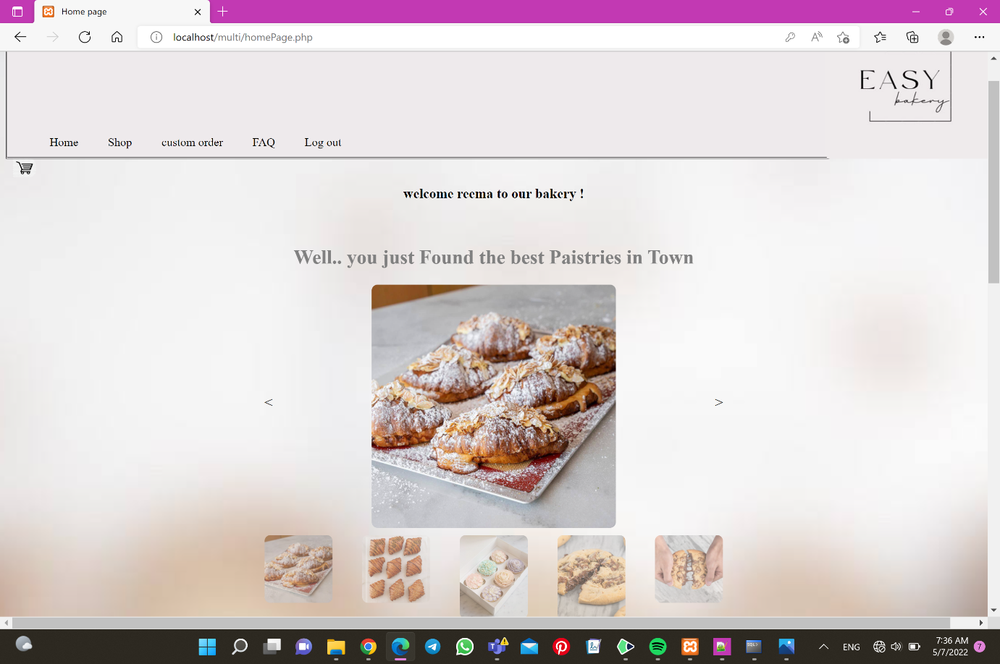 Home page
localhost/multi/homePage.php
EASY
bakery
Home Shop custom order FAQ Log out
welcome reema to our bakery !
Well.. you just Found the best Paistries in Town
< >
ENG
7:36 AM
5/7/2022
7